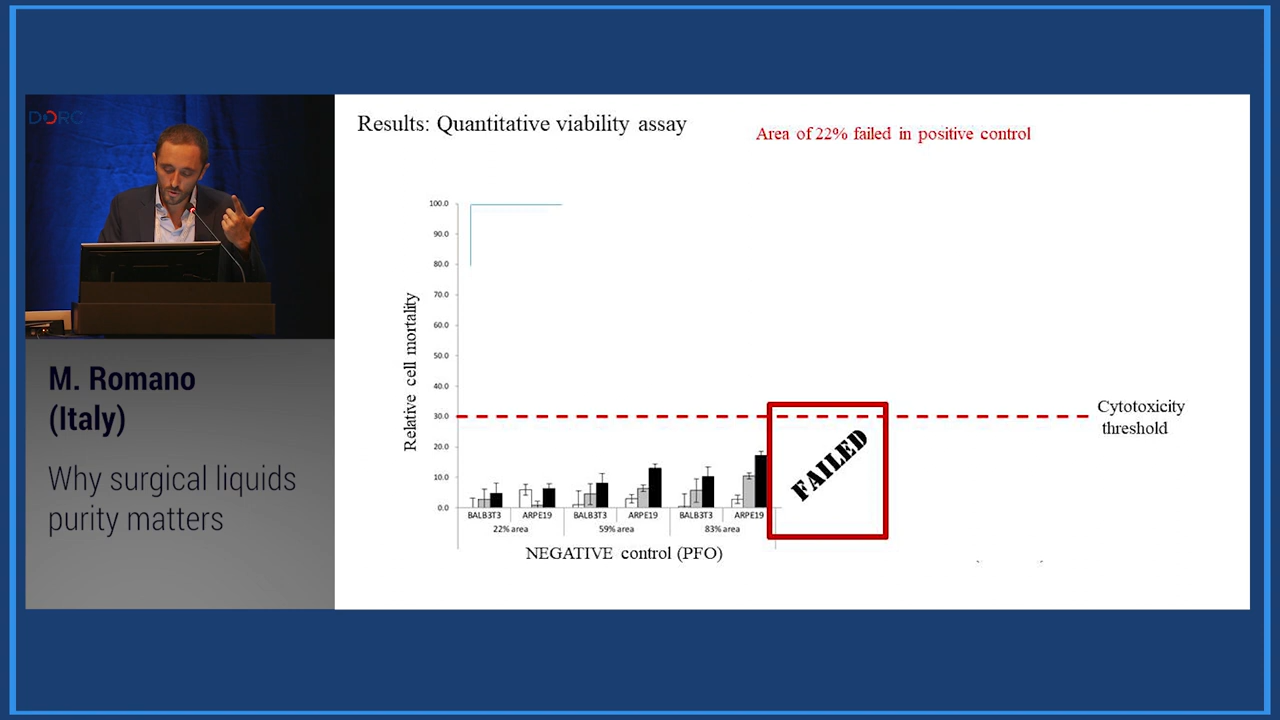 DORC
M. Romano
(Italy)
Why surgical liquids
purity matters
Results: Quantitative viability assay
Area of 22% failed in positive control
Relative cell mortality
100.0
90.0
80.0
70.0
60.0
50.0
40.0
30.0
20.0
10.0
0.0
Cytotoxicity
threshold
FAILED
BALB3T3 ARPE19 BALB3T3 ARPE19 BALB3T3 ARPE19
22% area 59% area 83% area
NEGATIVE control (PFO)